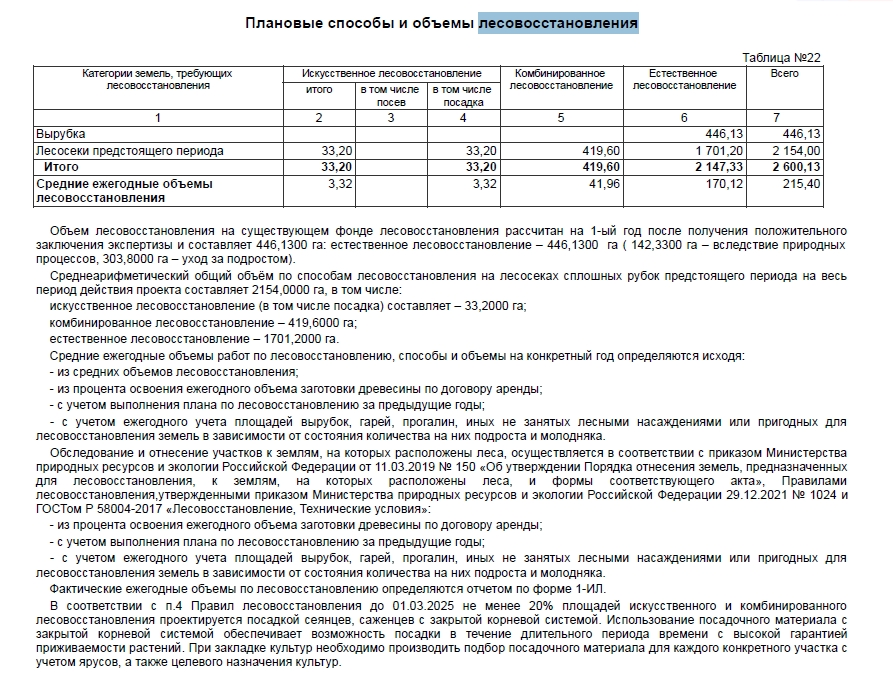 Плановые способы и объемы лесовосстановления
Таблица №22
Категории земель, требующих лесовосстановления Искусственное лесовосстановление Комбинированное лесовосстановление Естественное лесовосстановление Всего
итого в том числе посев в том числе посадка
1 2 3 4 5 6 7
Вырубка 446,13 446,13
Лесосеки предстоящего периода 33,20 33,20 419,60 1 701,20 2 154,00
Итого 33,20 33,20 419,60 2 147,33 2 600,13
Средние ежегодные объемы лесовосстановления 3,32 3,32 41,96 170,12 215,40
Объем лесовосстановления на существующем фонде лесовосстановления рассчитан на 1-ый год после получения положительного
заключения экспертизы и составляет 446,1300 га: естественное лесовосстановление – 446,1300 га ( 142,3300 га – вследствие природных
процессов, 303,8000 га – уход за подростом).
Среднеарифметический общий объём по способам лесовосстановления на лесосеках сплошных рубок предстоящего периода на весь
период действия проекта составляет 2154,0000 га, в том числе:
искусственное лесовосстановление (в том числе посадка) составляет – 33,2000 га;
комбинированное лесовосстановление – 419,6000 га;
естественное лесовосстановление – 1701,2000 га.
Средние ежегодные объемы работ по лесовосстановлению, способы и объемы на конкретный год определяются исходя:
- из средних объемов лесовосстановления;
- из процента освоения ежегодного объема заготовки древесины по договору аренды;
- с учетом выполнения плана по лесовосстановлению за предыдущие годы;
- с учетом ежегодного учета площадей вырубок, гарей, прогалин, иных не занятых лесными насаждениями или пригодных для
лесовосстановления земель в зависимости от состояния количества на них подроста и молодняка.
Обследование и отнесение участков к землям, на которых расположены леса, осуществляется в соответствии с приказом Министерства
природных ресурсов и экологии Российской Федерации от 11.03.2019 № 150 «Об утверждении Порядка отнесения земель, предназначенных
для лесовосстановления, к землям, на которых расположены леса, и формы соответствующего акта», Правилами
лесовосстановления,утвержденными приказом Министерства природных ресурсов и экологии Российской Федерации 29.12.2021 № 1024 и
ГОСТом Р 58004-2017 «Лесовосстановление, Технические условия»:
- из процента освоения ежегодного объема заготовки древесины по договору аренды;
- с учетом выполнения плана по лесовосстановлению за предыдущие годы;
- с учетом ежегодного учета площадей вырубок, гарей, прогалин, иных не занятых лесными насаждениями или пригодных для
лесовосстановления земель в зависимости от состояния количества на них подроста и молодняка.
Фактические ежегодные объемы по лесовосстановлению определяются отчетом по форме 1-ИЛ.
В соответствии с п.4 Правил лесовосстановления до 01.03.2025 не менее 20% площадей искусственного и комбинированного
лесовосстановления проектируется посадкой сеянцев, саженцев с закрытой корневой системой. Использование посадочного материала с
закрытой корневой системой обеспечивает возможность посадки в течение длительного периода времени с высокой гарантией
приживаемости растений. При закладке культур необходимо производить подбор посадочного материала для каждого конкретного участка с
учетом ярусов, а также целевого назначения культур.